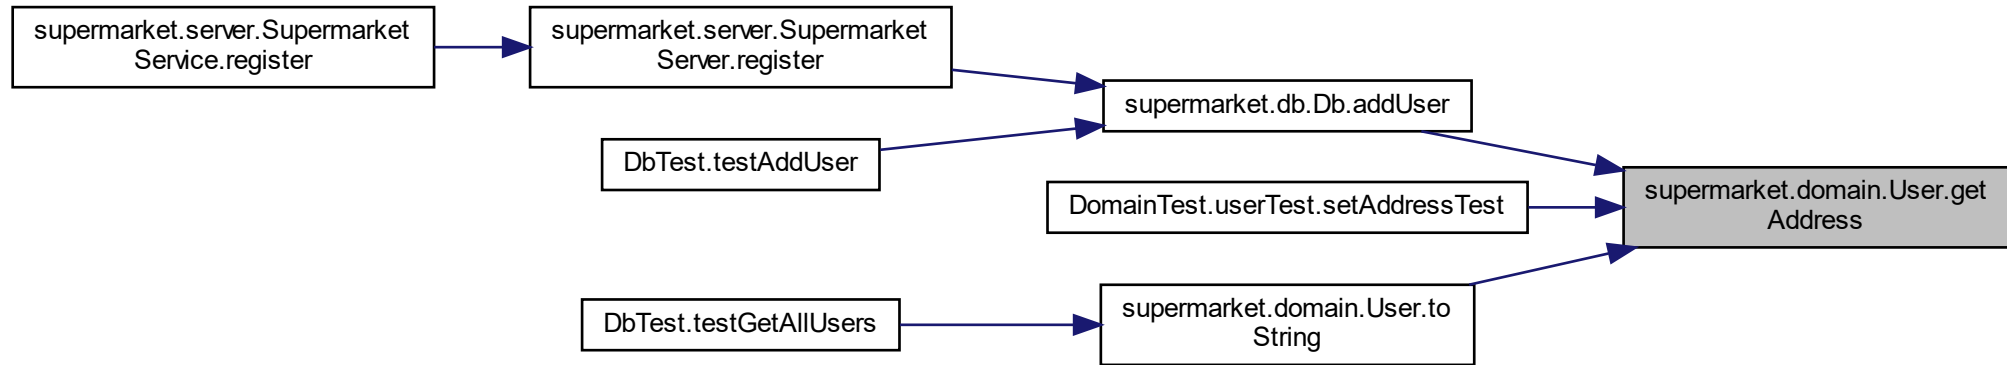 supermarket.server.Supermarket
Service.register
supermarket.server.Supermarket
Server.register
supermarket.db.Db.addUser
DbTest.testAddUser
DomainTest.userTest.setAddressTest
supermarket.domain.User.get
Address
DbTest.testGetAllUsers
supermarket.domain.User.to
String